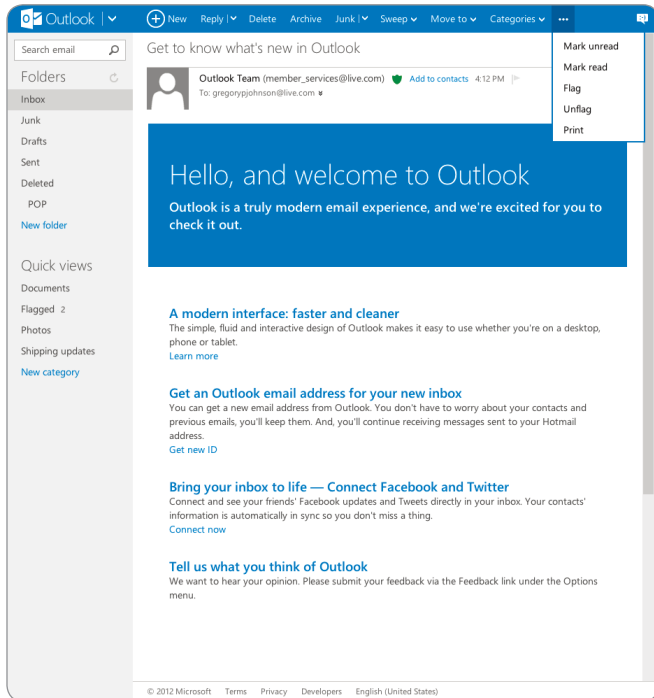 Outlook
New Reply Delete Archive Junk Sweep Move to Categories •••
Search email
Folders
Inbox
Junk
Drafts
Sent
Deleted
POP
New folder
Quick views
Documents
Flagged 2
Photos
Shipping updates
New category
Get to know what's new in Outlook
Outlook Team (member_services@live.com) Add to contacts 4:12 PM
To: gregorypjohnson@live.com
Mark unread
Mark read
Flag
Unflag
Print
Hello, and welcome to Outlook
Outlook is a truly modern email experience, and we're excited for you to
check it out.
A modern interface: faster and cleaner
The simple, fluid and interactive design of Outlook makes it easy to use whether you're on a desktop,
phone or tablet.
Learn more
Get an Outlook email address for your new inbox
You can get a new email address from Outlook. You don't have to worry about your contacts and
previous emails, you'll keep them. And, you'll continue receiving messages sent to your Hotmail
address.
Get new ID
Bring your inbox to life — Connect Facebook and Twitter
Connect and see your friends' Facebook updates and Tweets directly in your inbox. Your contacts'
information is automatically in sync so you don't miss a thing.
Connect now
Tell us what you think of Outlook
We want to hear your opinion. Please submit your feedback via the Feedback link under the Options
menu.
© 2012 Microsoft Terms Privacy Developers English (United States)